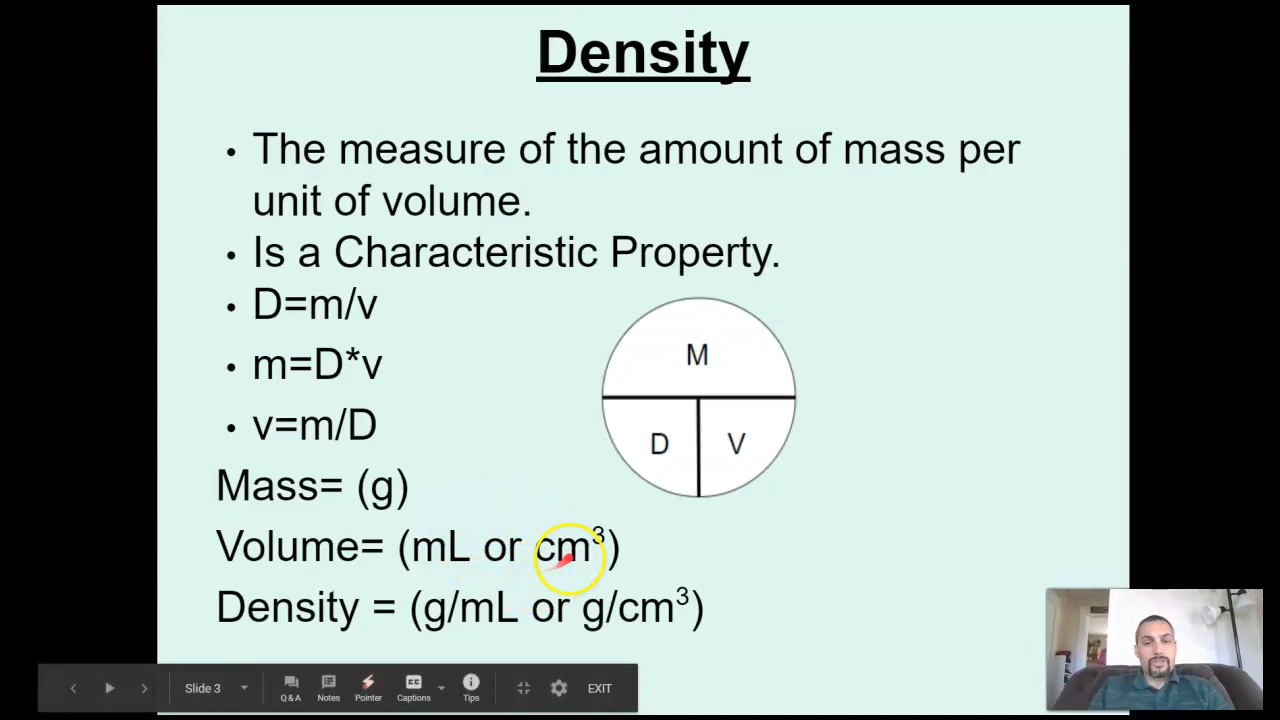 Density
• The measure of the amount of mass per
unit of volume.
• Is a Characteristic Property.
• D=m/v
• m=D*v
• v=m/D
M
D V
Mass= (g)
Volume= (mL or cm³)
Density = (g/mL or g/cm³)
Slide 3
Q & A
Notes
Pointer
CC
Captions
Tips
EXIT